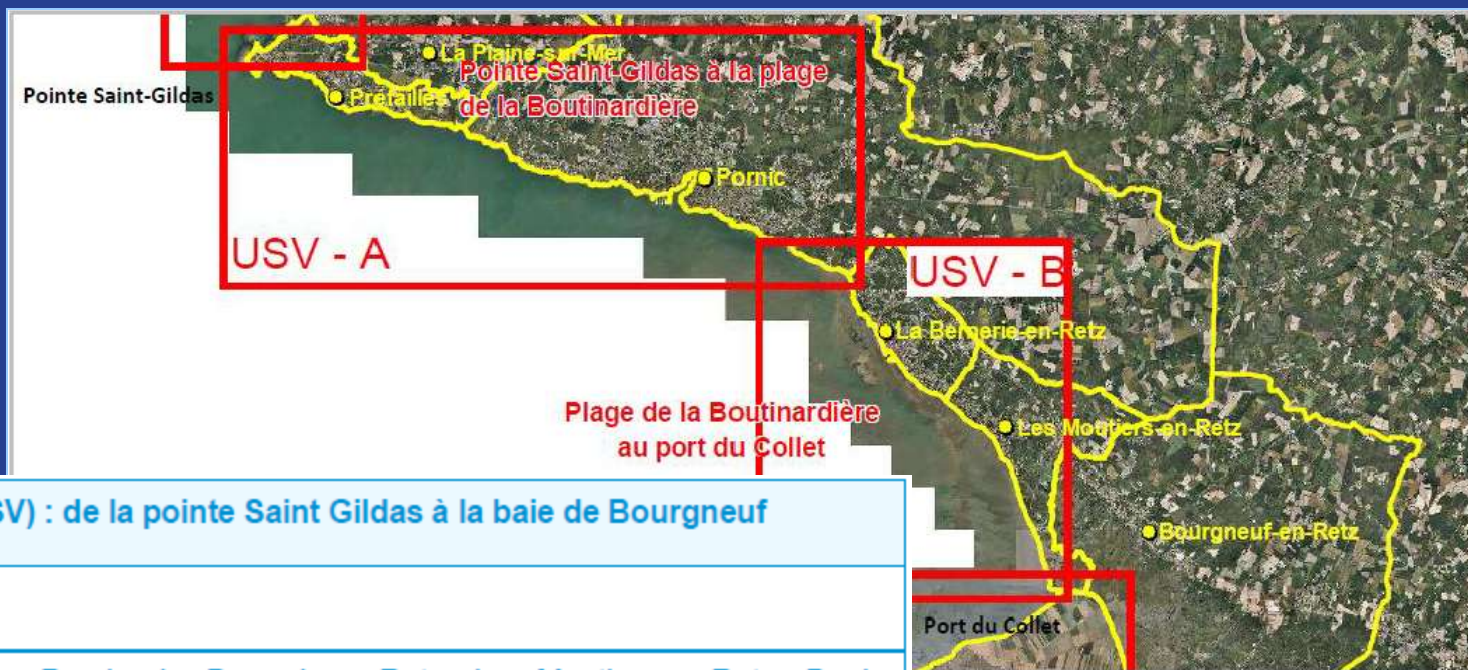 La Plaine-sur-Mer
Pointe Saint-Gildas à la plage
de la Boutinardière
Pointe Saint-Gildas
Préfailles
Pornic
USV - A
USV - B
La Bernerie-en-Retz
Plage de la Boutinardière
au port du Collet
Les Moutiers-en-Retz
SV) : de la pointe Saint Gildas à la baie de Bourgneuf
Bourgneuf-en-Retz
Port du Collet